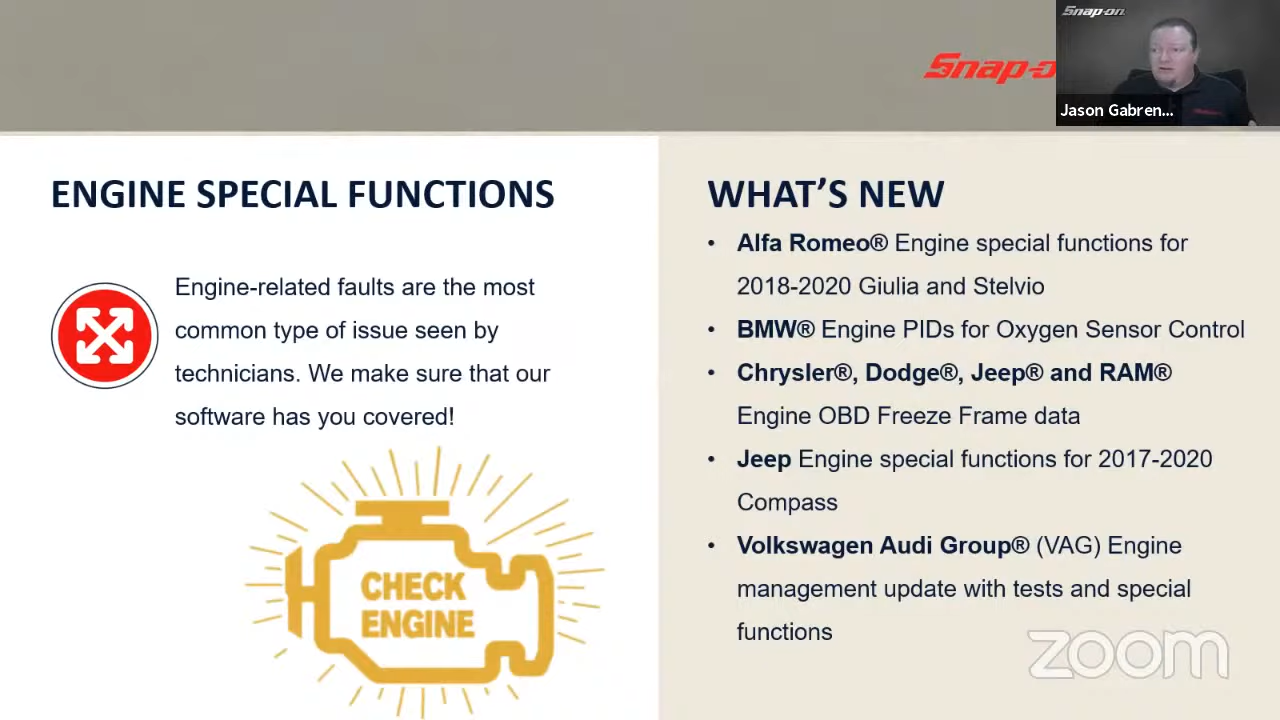 Snap-on
Snap-o
Jason Gabren...
ENGINE SPECIAL FUNCTIONS
Engine-related faults are the most
common type of issue seen by
technicians. We make sure that our
software has you covered!
CHECK
ENGINE
WHAT’S NEW
• Alfa Romeo® Engine special functions for
2018-2020 Giulia and Stelvio
• BMW® Engine PIDs for Oxygen Sensor Control
• Chrysler®, Dodge®, Jeep® and RAM®
Engine OBD Freeze Frame data
• Jeep Engine special functions for 2017-2020
Compass
• Volkswagen Audi Group® (VAG) Engine
management update with tests and special
functions
zoom